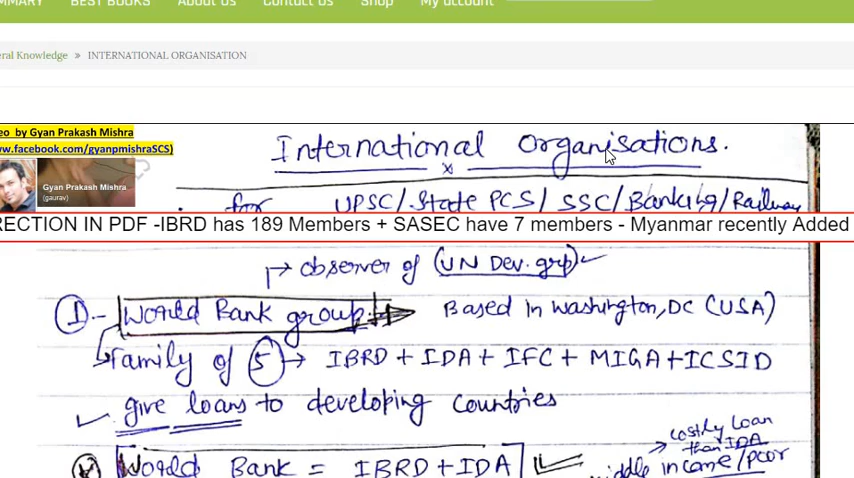 MMARY BEST BOOKS About Us Contact Us Shop My account
eral Knowledge » INTERNATIONAL ORGANISATION
eo by Gyan Prakash Mishra
w.facebook.com/gyanpmishraSCS)
Gyan Prakash Mishra
(gaurav)
International Organisations.
for UPSC/State PCS/ SSC/Banking/Railway
RECTION IN PDF -IBRD has 189 Members + SASEC have 7 members - Myanmar recently Added
→ observer of (UN Dev. grp)
① - World Bank group → Based in Washington, DC (USA)
Family of 5 → IBRD + IDA + IFC + MIGA + ICSID
✓ give loans to developing countries
World Bank = IBRD + IDA
→ costly loan
than IDA
middle income/poor